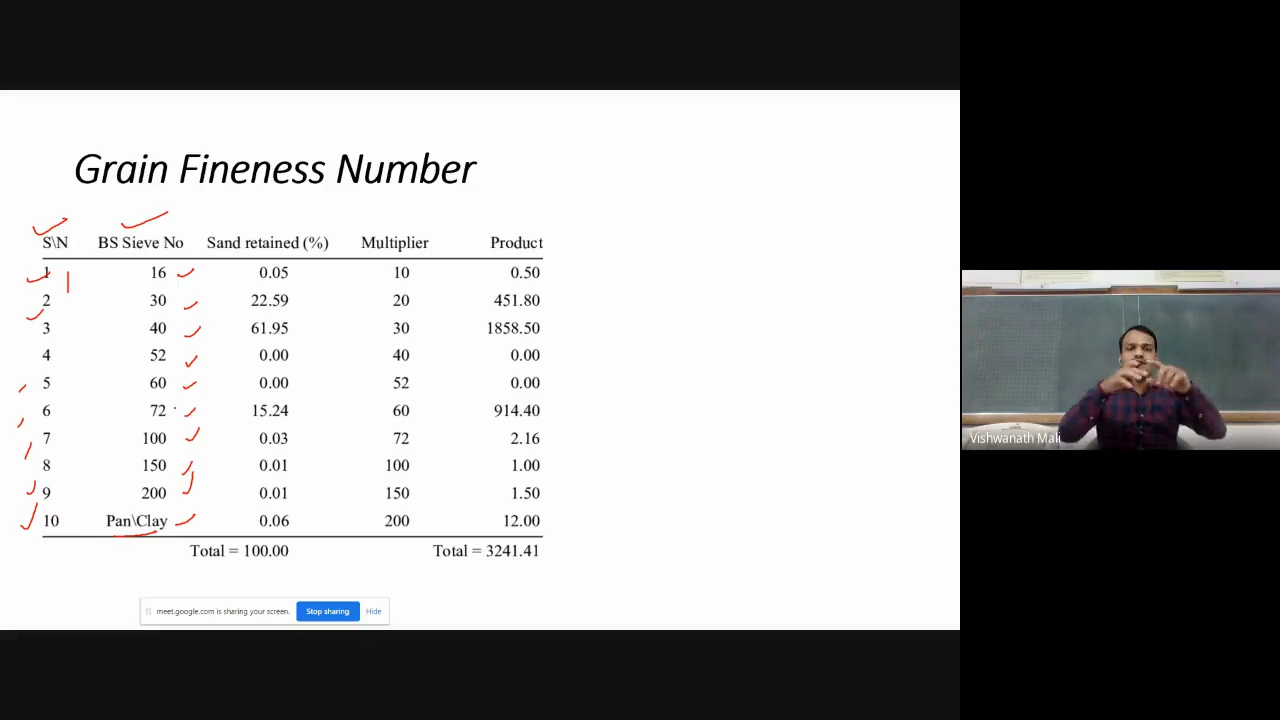 Grain Fineness Number
S\N BS Sieve No Sand retained (%) Multiplier Product
1 16 0.05 10 0.50
2 30 22.59 20 451.80
3 40 61.95 30 1858.50
4 52 0.00 40 0.00
5 60 0.00 52 0.00
6 72 15.24 60 914.40
7 100 0.03 72 2.16
8 150 0.01 100 1.00
9 200 0.01 150 1.50
10 Pan\Clay 0.06 200 12.00
Total = 100.00 Total = 3241.41
meet.google.com is sharing your screen. Stop sharing Hide
Vishwanath Mali